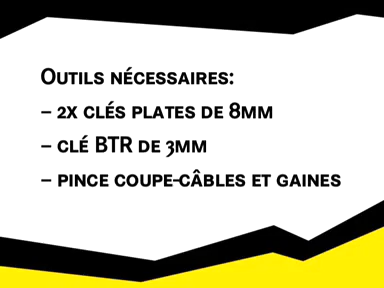 Outils nécessaires:
– 2x clés plates de 8mm
– clé BTR de 3mm
– pince coupe-câbles et gaines